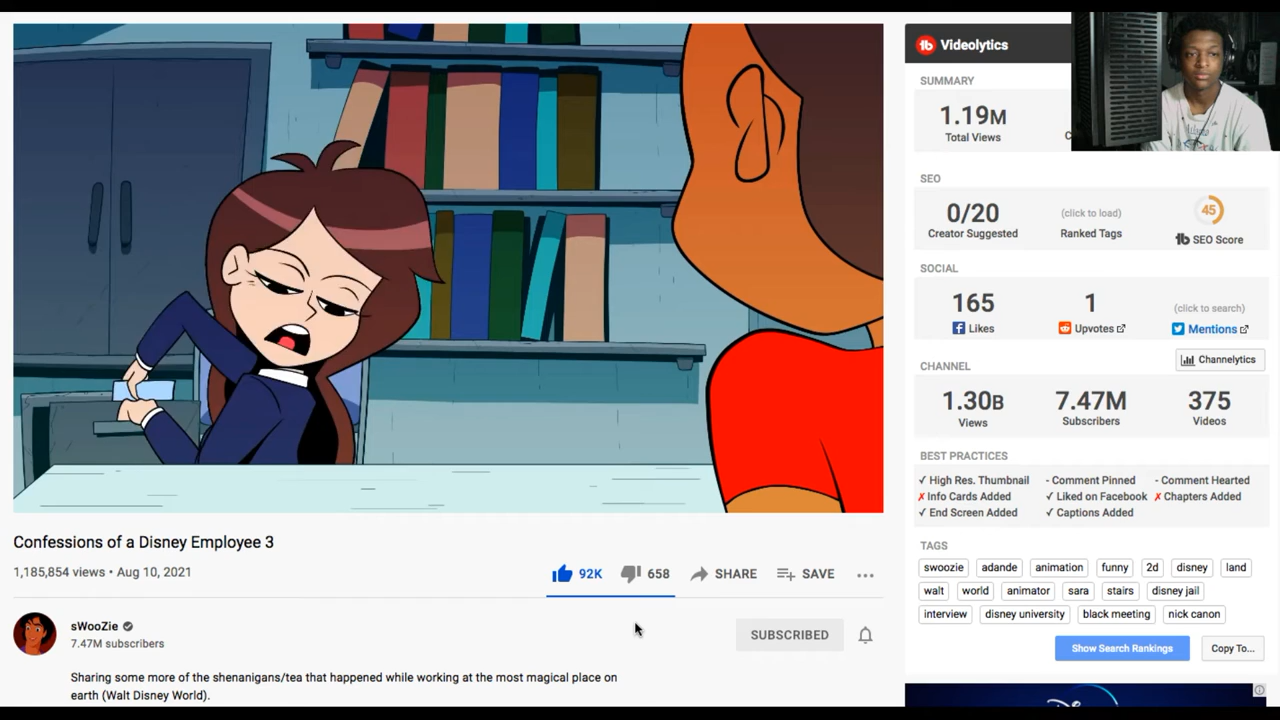 Confessions of a Disney Employee 3
1,185,854 views • Aug 10, 2021
92K
658
SHARE
SAVE
sWooZie
7.47M subscribers
SUBSCRIBED
Sharing some more of the shenanigans/tea that happened while working at the most magical place on
earth (Walt Disney World).
tb Videolytics
SUMMARY
1.19M
Total Views
C
SEO
0/20
Creator Suggested
(click to load)
Ranked Tags
45
tb SEO Score
SOCIAL
165
Likes
1
Upvotes
(click to search)
Mentions
CHANNEL
Channelytics
1.30B
Views
7.47M
Subscribers
375
Videos
BEST PRACTICES
✓ High Res. Thumbnail
- Comment Pinned
- Comment Hearted
✗ Info Cards Added
✓ Liked on Facebook
✗ Chapters Added
✓ End Screen Added
✓ Captions Added
TAGS
swoozie adande animation funny 2d disney land
walt world animator sara stairs disney jail
interview disney university black meeting nick canon
Show Search Rankings
Copy To...